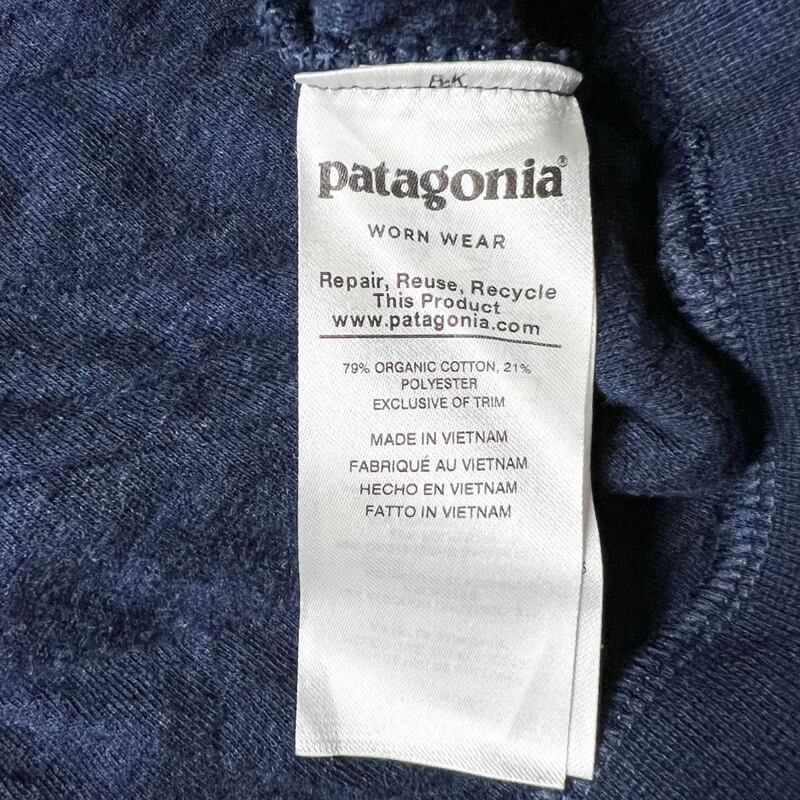 patagonia®
WORN WEAR
Repair, Reuse, Recycle
This Product
www.patagonia.com
79% ORGANIC COTTON, 21%
POLYESTER
EXCLUSIVE OF TRIM
MADE IN VIETNAM
FABRIQUÉ AU VIETNAM
HECHO EN VIETNAM
FATTO IN VIETNAM